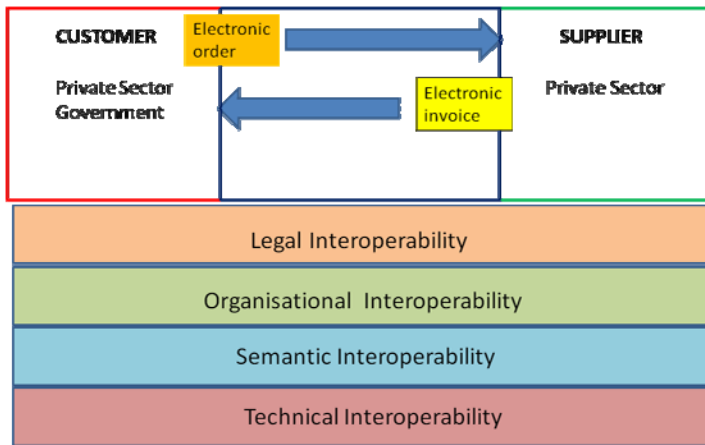 CUSTOMER
Private Sector
Government
Electronic
order
Electronic
invoice
SUPPLIER
Private Sector
Legal Interoperability
Organisational Interoperability
Semantic Interoperability
Technical Interoperability